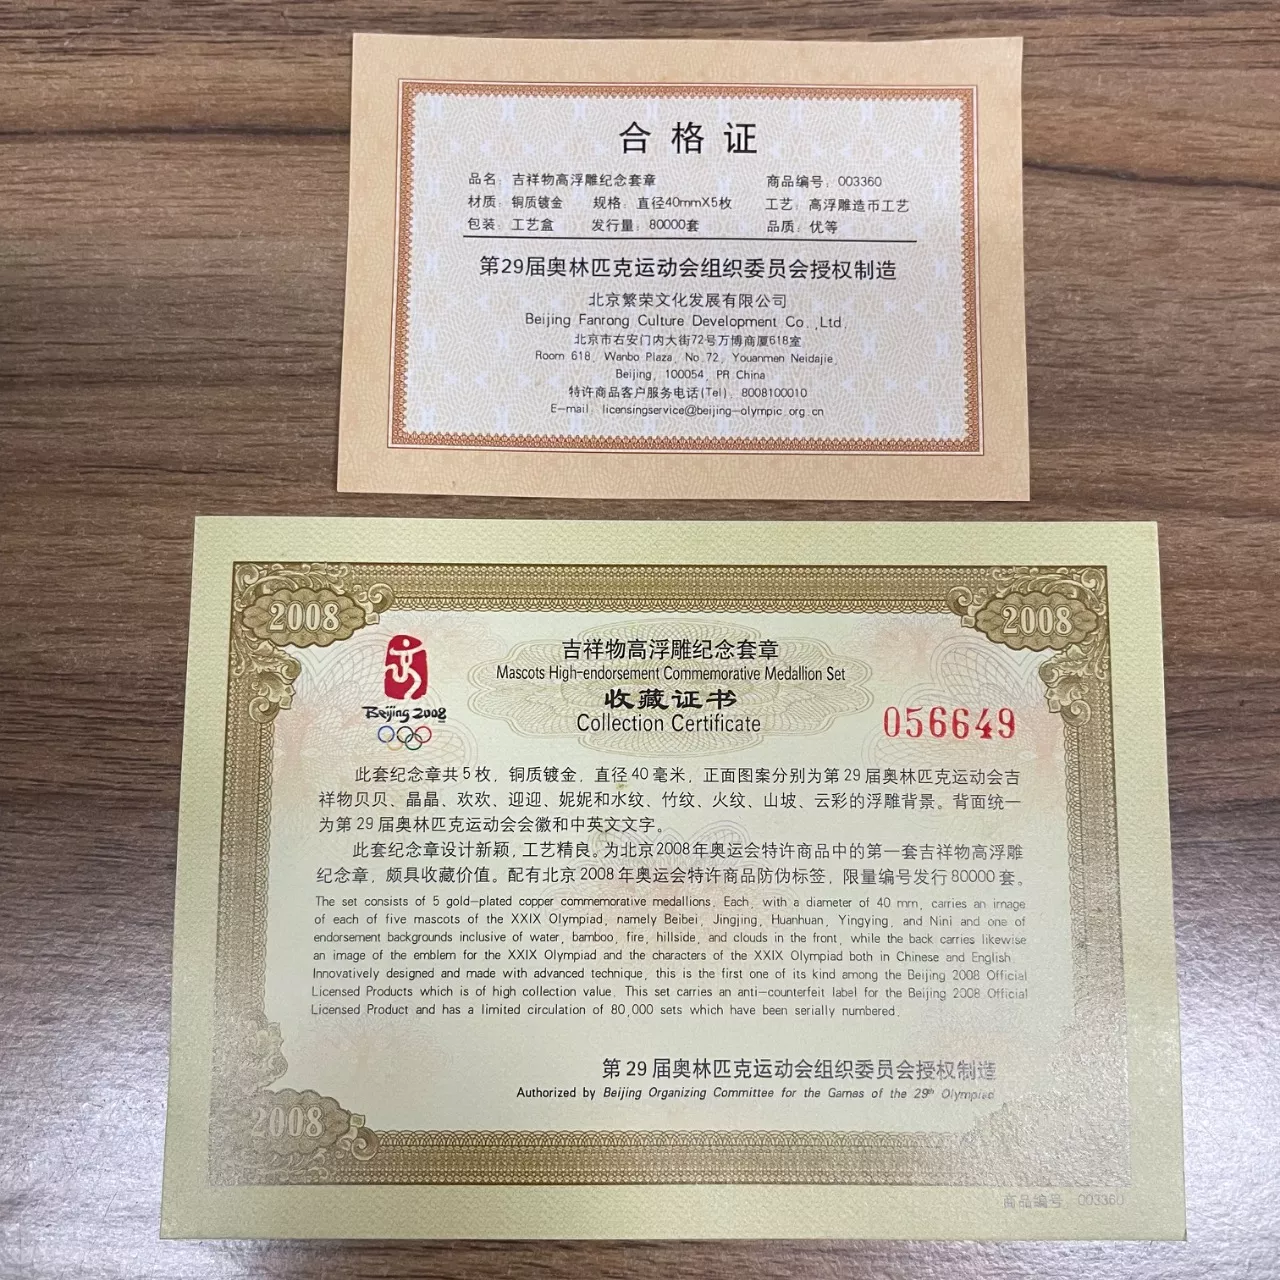 合格证
品名：吉祥物高浮雕纪念套章 商品编号：003360
材质：铜质镀金 规格：直径40mmX5枚 工艺：高浮雕造币工艺
包装：工艺盒 发行量：80000套 品质：优等
第29届奥林匹克运动会组织委员会授权制造
北京繁荣文化发展有限公司
Beijing Fanrong Culture Development Co.,Ltd.
北京市右安门内大街72号万博商厦618室
Room 618, Wanbo Plaza, No.72, Youanmen Neidajie,
Beijing, 100054, PR China
特许商品客户服务电话(Tel)：8008100010
E-mail: licensingservice@beijing-olympic.org.cn
2008
2008
吉祥物高浮雕纪念套章
Mascots High-endorsement Commemorative Medallion Set
收藏证书
Collection Certificate
Beijing 2008
056649
此套纪念章共5枚，铜质镀金，直径40毫米，正面图案分别为第29届奥林匹克运动会吉
祥物贝贝、晶晶、欢欢、迎迎、妮妮和水纹、竹纹、火纹、山坡、云彩的浮雕背景。背面统一
为第29届奥林匹克运动会会徽和中英文文字。
此套纪念章设计新颖，工艺精良。为北京2008年奥运会特许商品中的第一套吉祥物高浮雕
纪念章，颇具收藏价值。配有北京2008年奥运会特许商品防伪标签，限量编号发行80000套。
The set consists of 5 gold-plated copper commemorative medallions. Each, with a diameter of 40 mm, carries an image
of each of five mascots of the XXIX Olympiad, namely Beibei, Jingjing, Huanhuan, Yingying, and Nini and one of
endorsement backgrounds inclusive of water, bamboo, fire, hillside, and clouds in the front, while the back carries likewise
an image of the emblem for the XXIX Olympiad and the characters of the XXIX Olympiad both in Chinese and English.
Innovatively designed and made with advanced technique, this is the first one of its kind among the Beijing 2008 Official
Licensed Products which is of high collection value. This set carries an anti-counterfeit label for the Beijing 2008 Official
Licensed Product and has a limited circulation of 80,000 sets which have been serially numbered.
第29届奥林匹克运动会组织委员会授权制造
Authorized by Beijing Organizing Committee for the Games of the 29th Olympiad
2008
商品编号：003360